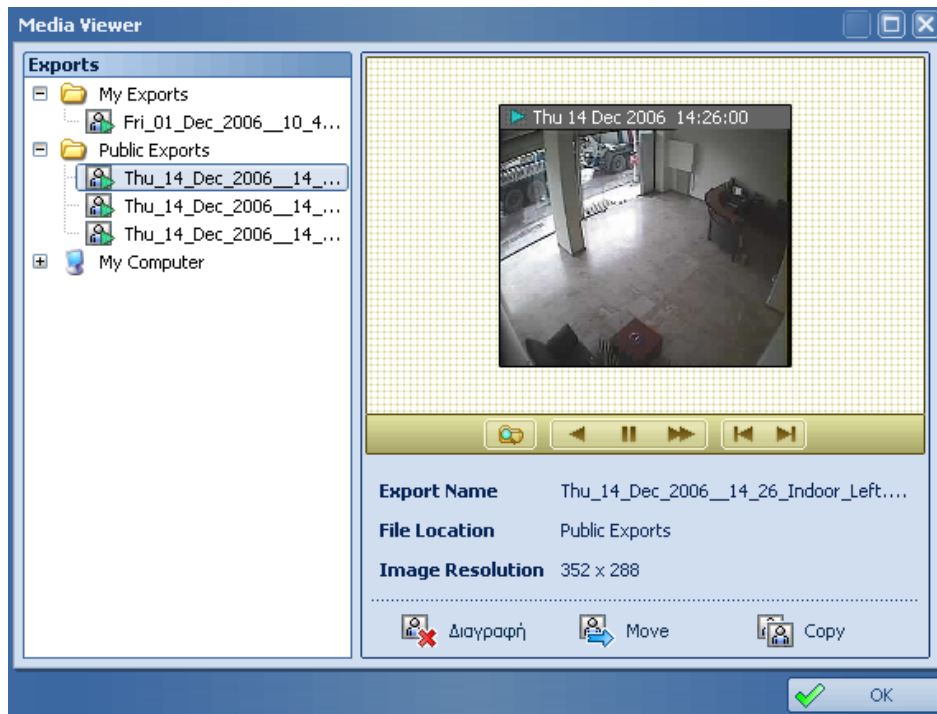 Media Viewer
Exports
My Exports
Fri_01_Dec_2006__10_4...
Public Exports
Thu_14_Dec_2006__14_...
Thu_14_Dec_2006__14_...
Thu_14_Dec_2006__14_...
My Computer
Thu 14 Dec 2006 14:26:00
Export Name Thu_14_Dec_2006__14_26_Indoor_Left....
File Location Public Exports
Image Resolution 352 x 288
Διαγραφή Move Copy
OK